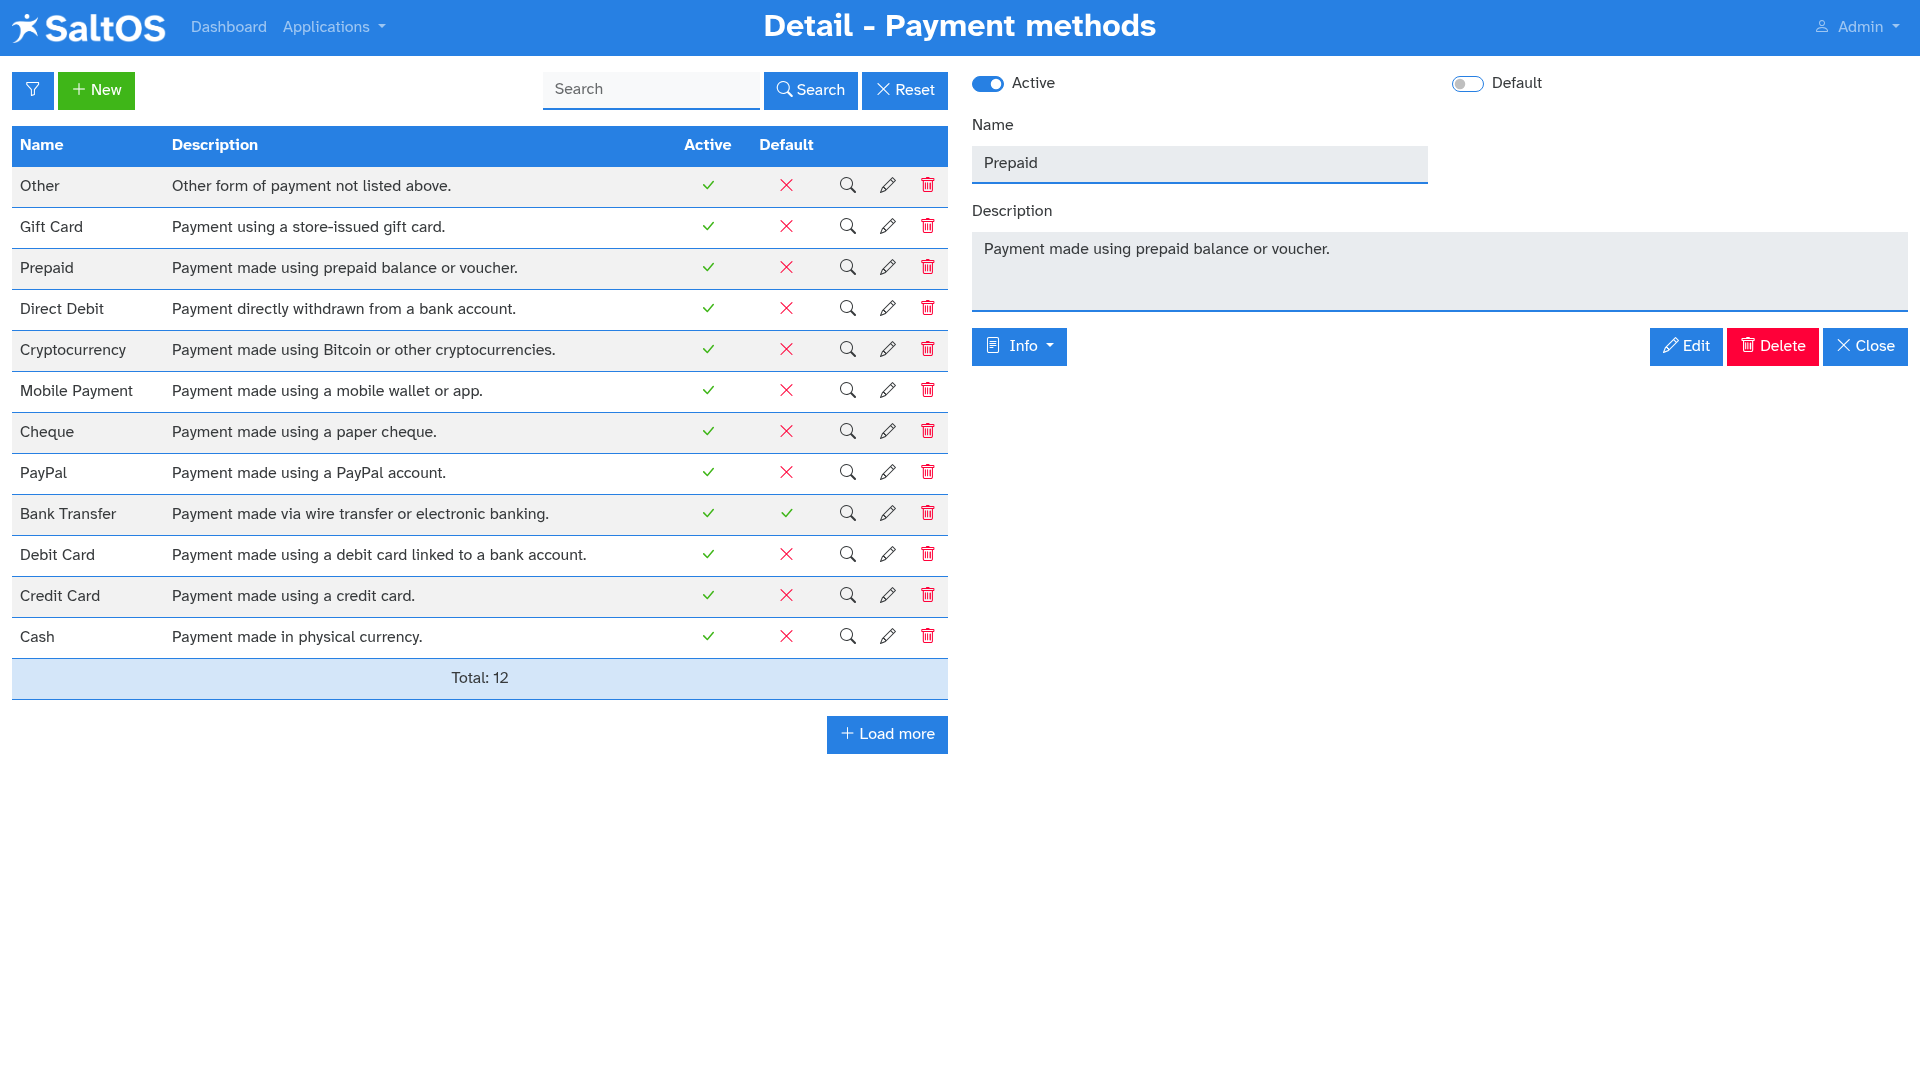 SaltOS Dashboard Applications Detail - Payment methods Admin
New Search Search Reset
Name Description Active Default
Other Other form of payment not listed above.
Gift Card Payment using a store-issued gift card.
Prepaid Payment made using prepaid balance or voucher.
Direct Debit Payment directly withdrawn from a bank account.
Cryptocurrency Payment made using Bitcoin or other cryptocurrencies.
Mobile Payment Payment made using a mobile wallet or app.
Cheque Payment made using a paper cheque.
PayPal Payment made using a PayPal account.
Bank Transfer Payment made via wire transfer or electronic banking.
Debit Card Payment made using a debit card linked to a bank account.
Credit Card Payment made using a credit card.
Cash Payment made in physical currency.
Total: 12
Load more
Active Default
Name
Prepaid
Description
Payment made using prepaid balance or voucher.
Info Edit Delete Close